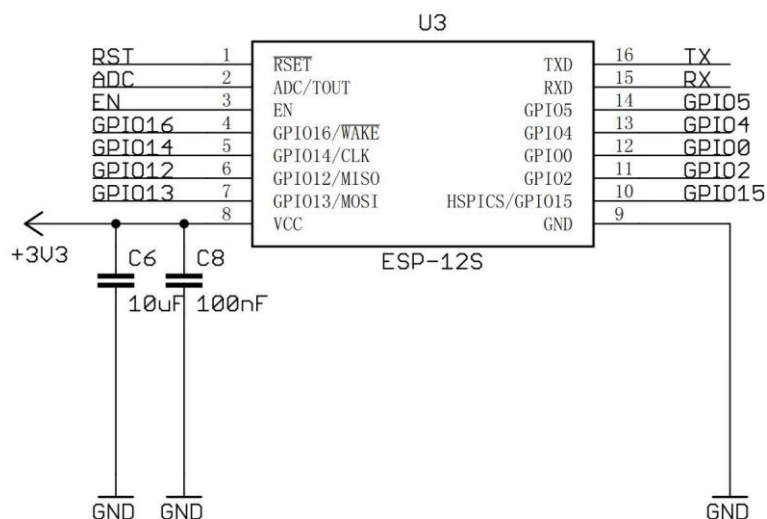 U3
RST 1 RSET TXD 16 TX
ADC 2 ADC/TOUT RXD 15 RX
EN 3 EN GPIO5 14 GPIO5
GPIO16 4 GPIO16/WAKE GPIO4 13 GPIO4
GPIO14 5 GPIO14/CLK GPIO0 12 GPIO0
GPIO12 6 GPIO12/MISO GPIO2 11 GPIO2
GPIO13 7 GPIO13/MOSI HSPICS/GPIO15 10 GPIO15
8 VCC GND 9
+3V3 C6 C8 ESP-12S
10uF 100nF
GND GND GND